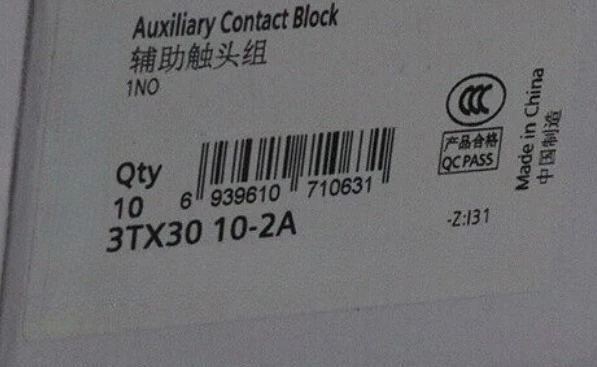 Auxiliary Contact Block
辅助触头组
1NO
Qty
10
6 939610 710631
3TX30 10-2A
CCC
产品合格
QC PASS
Made in China
中国制造
-Z:I31